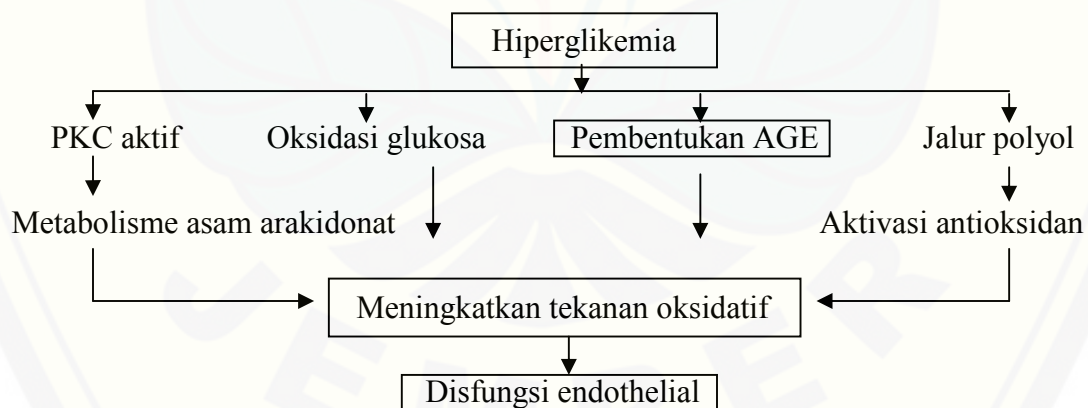 Hiperglikemia
PKC aktif
Oksidasi glukosa
Pembentukan AGE
Jalur polyol
Metabolisme asam arakidonat
Aktivasi antioksidan
Meningkatkan tekanan oksidatif
Disfungsi endothelial